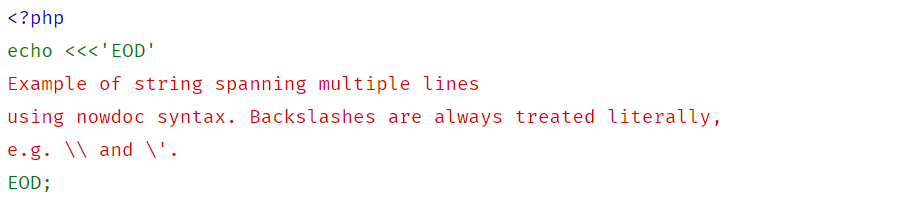 <?php
echo <<<'EOD'
Example of string spanning multiple lines
using nowdoc syntax. Backslashes are always treated literally,
e.g. \\ and \'.
EOD;